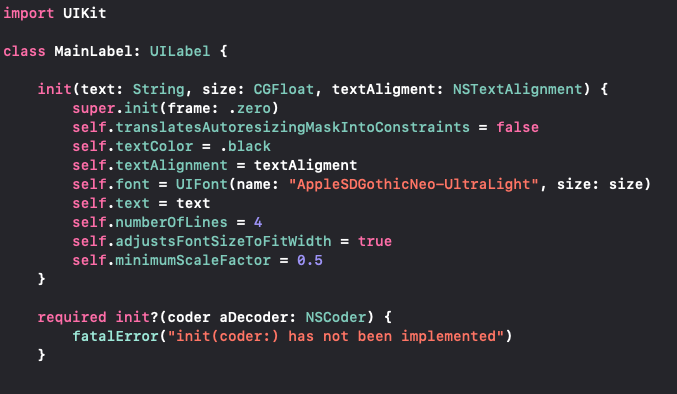 import UIKit
class MainLabel: UILabel {
init(text: String, size: CGFloat, textAligment: NSTextAlignment) {
super.init(frame: .zero)
self.translatesAutoresizingMaskIntoConstraints = false
self.textColor = .black
self.textAlignment = textAligment
self.font = UIFont(name: "AppleSDGothicNeo-UltraLight", size: size)
self.text = text
self.numberOfLines = 4
self.adjustsFontSizeToFitWidth = true
self.minimumScaleFactor = 0.5
}
required init?(coder aDecoder: NSCoder) {
fatalError("init(coder:) has not been implemented")
}